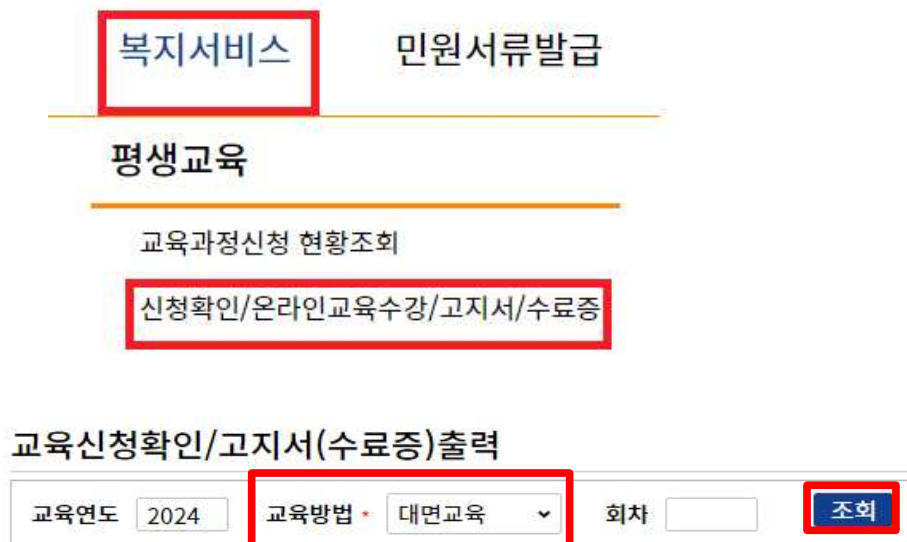 복지서비스 민원서류발급
평생교육
교육과정신청 현황조회
신청확인/온라인교육수강/고지서/수료증
교육신청확인/고지서(수료증)출력
교육연도 2024 교육방법 * 대면교육 회차 조회